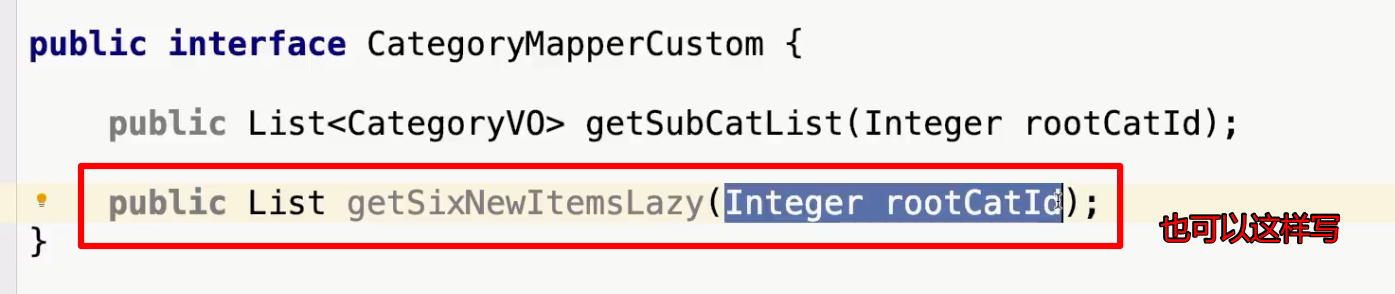 public interface CategoryMapperCustom {
public List<CategoryVO> getSubCatList(Integer rootCatId);
public List getSixNewItemsLazy(Integer rootCatId);
也可以这样写
}